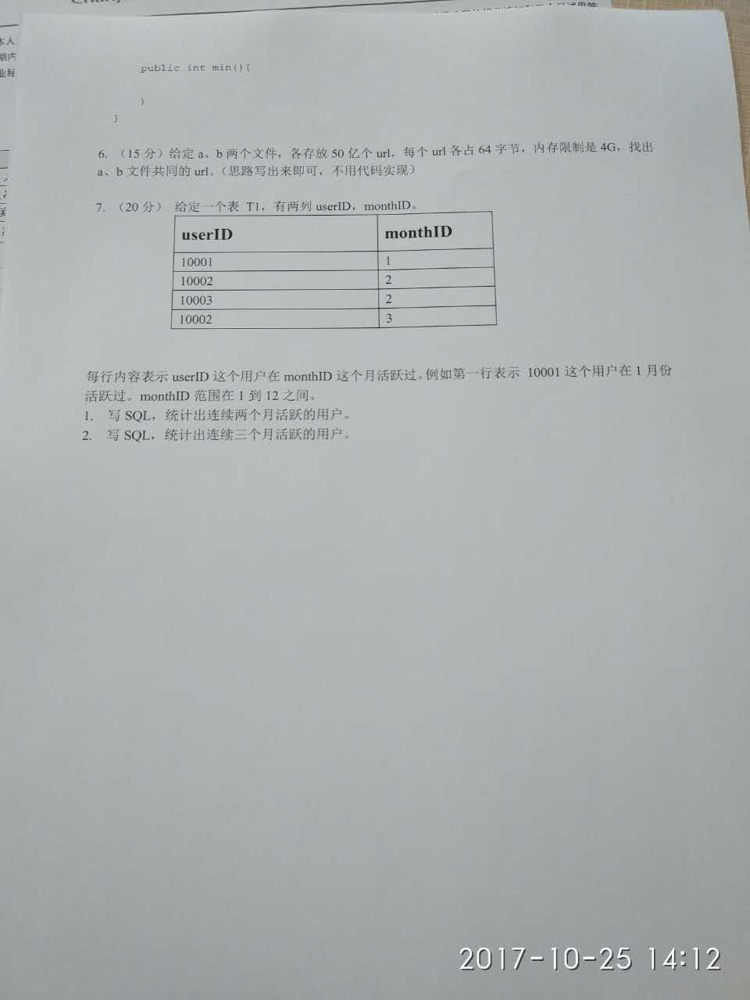 本人
期内
public int min(){
}
}
6. （15 分）给定 a、b 两个文件，各存放 50 亿个 url，每个 url 各占 64 字节，内存限制是 4G，找出
a、b 文件共同的 url。（思路写出来即可，不用代码实现）
7. （20 分） 给定一个表 T1，有两列 userID，monthID。
userID monthID
10001 1
10002 2
10003 2
10002 3
每行内容表示 userID 这个用户在 monthID 这个月活跃过。例如第一行表示 10001 这个用户在 1 月份
活跃过。monthID 范围在 1 到 12 之间。
1. 写 SQL，统计出连续两个月活跃的用户。
2. 写 SQL，统计出连续三个月活跃的用户。
2017-10-25 14:12